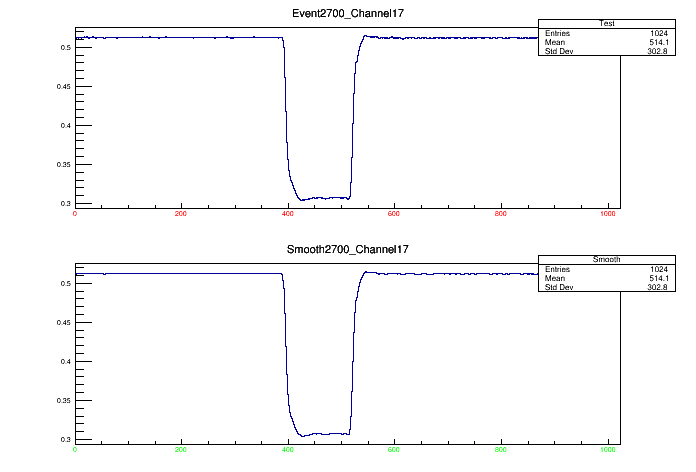 Event2700_Channel17
Test
Entries 1024
Mean 514.1
Std Dev 302.8
0.5
0.45
0.4
0.35
0.3
0 200 400 600 800 1000
Smooth2700_Channel17
Smooth
Entries 1024
Mean 514.1
Std Dev 302.8
0.5
0.45
0.4
0.35
0.3
0 200 400 600 800 1000